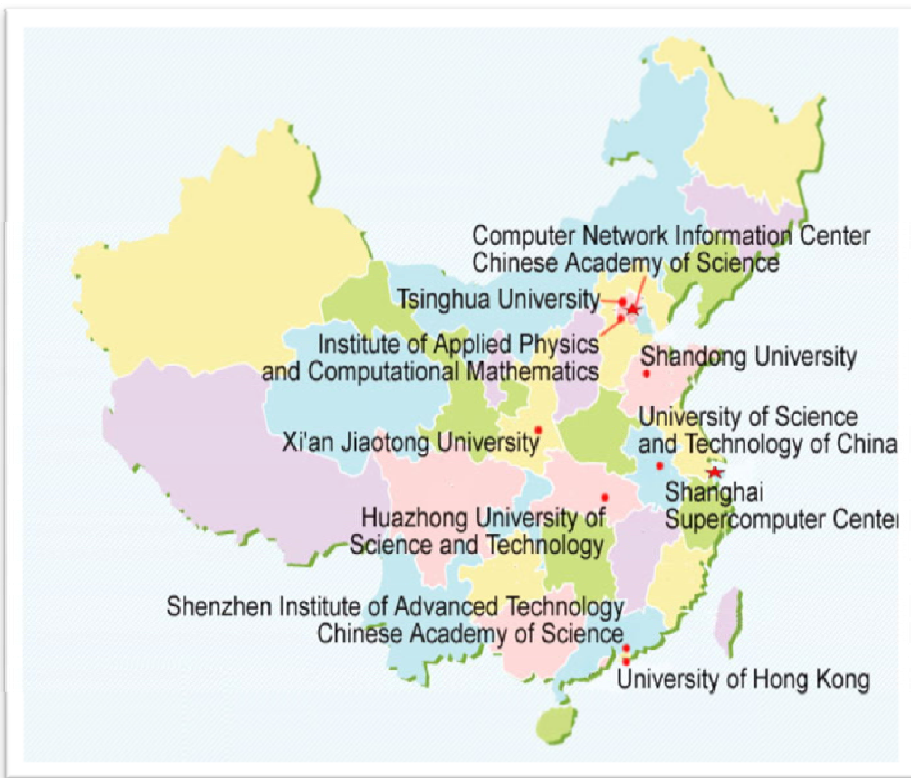 Computer Network Information Center
Chinese Academy of Science
Tsinghua University
Institute of Applied Physics
and Computational Mathematics
Shandong University
University of Science
and Technology of China
Xi'an Jiaotong University
Shanghai
Supercomputer Center
Huazhong University of
Science and Technology
Shenzhen Institute of Advanced Technology
Chinese Academy of Science
University of Hong Kong